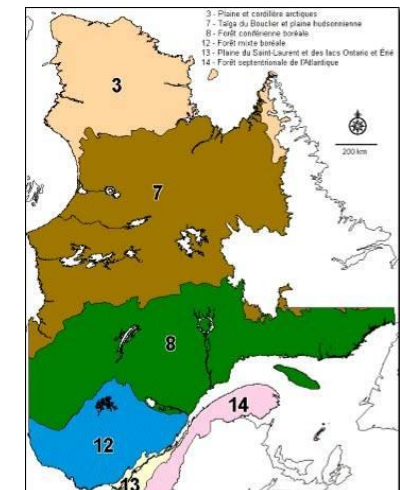 3 - Plaine et cordillère arctiques
7 - Taïga du Bouclier et plaine hudsonnienne
8 - Forêt coniférienne boréale
12 - Forêt mixte boréale
13 - Plaine du Saint-Laurent et des lacs Ontario et Érié
14 - Forêt septentrionale de l'Atlantique
3
200 km
7
8
14
12
13